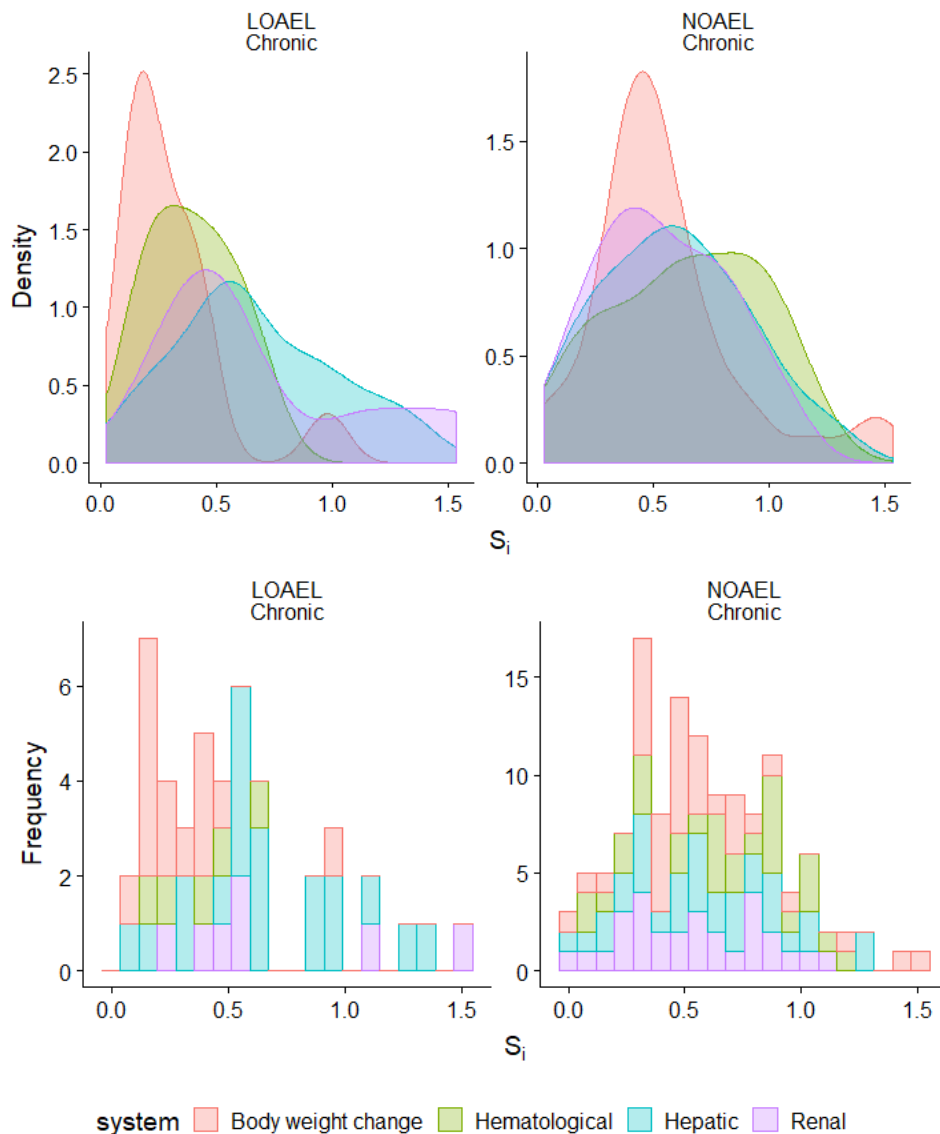 LOAEL
Chronic
NOAEL
Chronic
Density
2.5
2.0
1.5
1.0
0.5
0.0
1.5
1.0
0.5
0.0
0.0 0.5 1.0 1.5
0.0 0.5 1.0 1.5
Si
LOAEL
Chronic
NOAEL
Chronic
Frequency
6
4
2
0
15
10
5
0
0.0 0.5 1.0 1.5
0.0 0.5 1.0 1.5
Si
system Body weight change Hematological Hepatic Renal